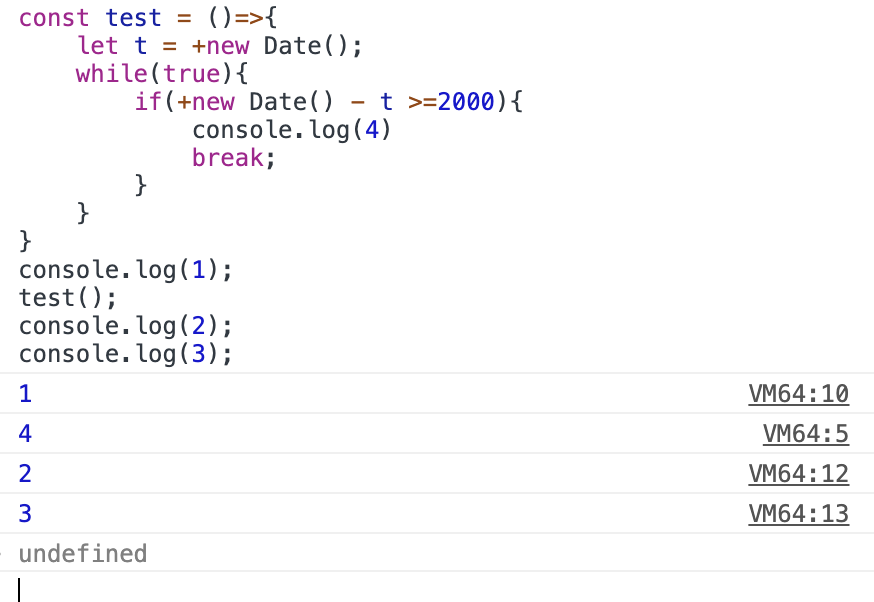 const test = ()=>{
    let t = +new Date();
    while(true){
        if(+new Date() - t >=2000){
            console.log(4)
            break;
        }
    }
}
console.log(1);
test();
console.log(2);
console.log(3);
1 VM64:10
4 VM64:5
2 VM64:12
3 VM64:13
undefined